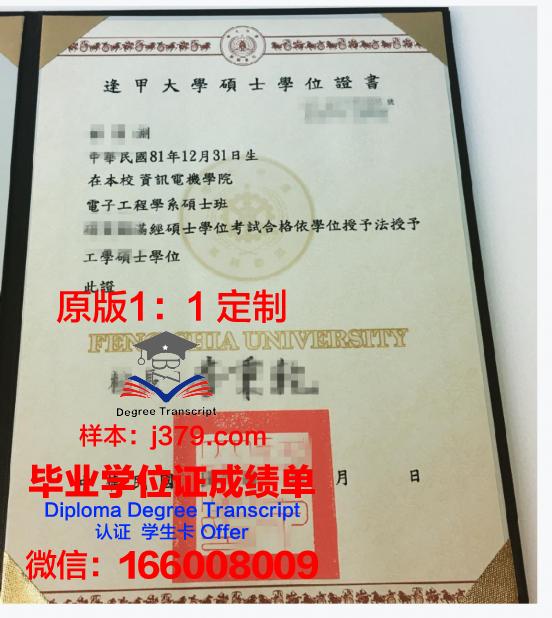 逢甲大學碩士學位證書
號
中華民國81年12月31日生
在本校 資訊電機學院
電子工程學系碩士班
滿經碩士學位考試合格依學位授予法授予
工學碩士學位
此證
原版1：1 定制
FENG CHIA UNIVERSITY
Degree Transcript
样本：j379.com
毕业学位证成绩单
月 日
Diploma Degree Transcript
认证 学生卡 Offer
微信：166008009